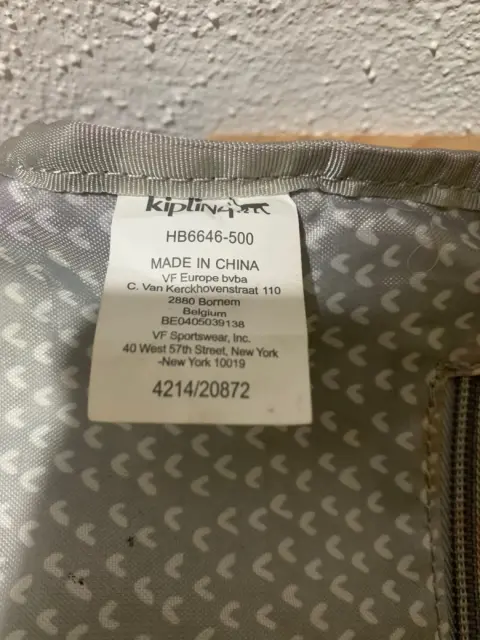 kipling
HB6646-500
MADE IN CHINA
VF Europe bvba
C. Van Kerckhovenstraat 110
2880 Bornem
Belgium
BE0405039138
VF Sportswear, Inc.
40 West 57th Street, New York
-New York 10019
4214/20872